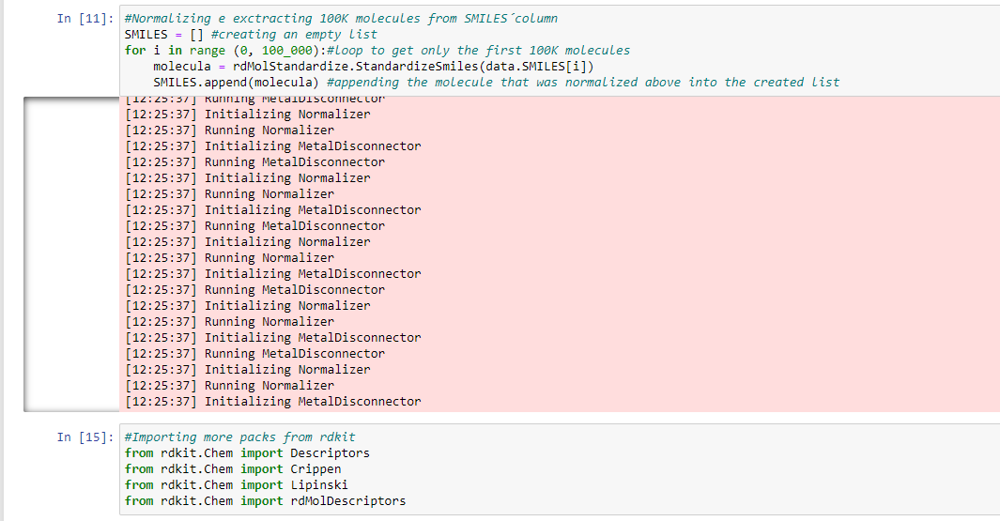 In [11]: #Normalizing e exctracting 100K molecules from SMILES´column
SMILES = [] #creating an empty list
for i in range (0, 100_000):#loop to get only the first 100K molecules
    molecula = rdMolStandardize.StandardizeSmiles(data.SMILES[i])
    SMILES.append(molecula) #appending the molecule that was normalized above into the created list
[12:25:37] Running MetalDisconnector
[12:25:37] Initializing Normalizer
[12:25:37] Running Normalizer
[12:25:37] Initializing MetalDisconnector
[12:25:37] Running MetalDisconnector
[12:25:37] Initializing Normalizer
[12:25:37] Running Normalizer
[12:25:37] Initializing MetalDisconnector
[12:25:37] Running MetalDisconnector
[12:25:37] Initializing Normalizer
[12:25:37] Running Normalizer
[12:25:37] Initializing MetalDisconnector
[12:25:37] Running MetalDisconnector
[12:25:37] Initializing Normalizer
[12:25:37] Running Normalizer
[12:25:37] Initializing MetalDisconnector
[12:25:37] Running MetalDisconnector
[12:25:37] Initializing Normalizer
[12:25:37] Running Normalizer
[12:25:37] Initializing MetalDisconnector
In [15]: #Importing more packs from rdkit
from rdkit.Chem import Descriptors
from rdkit.Chem import Crippen
from rdkit.Chem import Lipinski
from rdkit.Chem import rdMolDescriptors